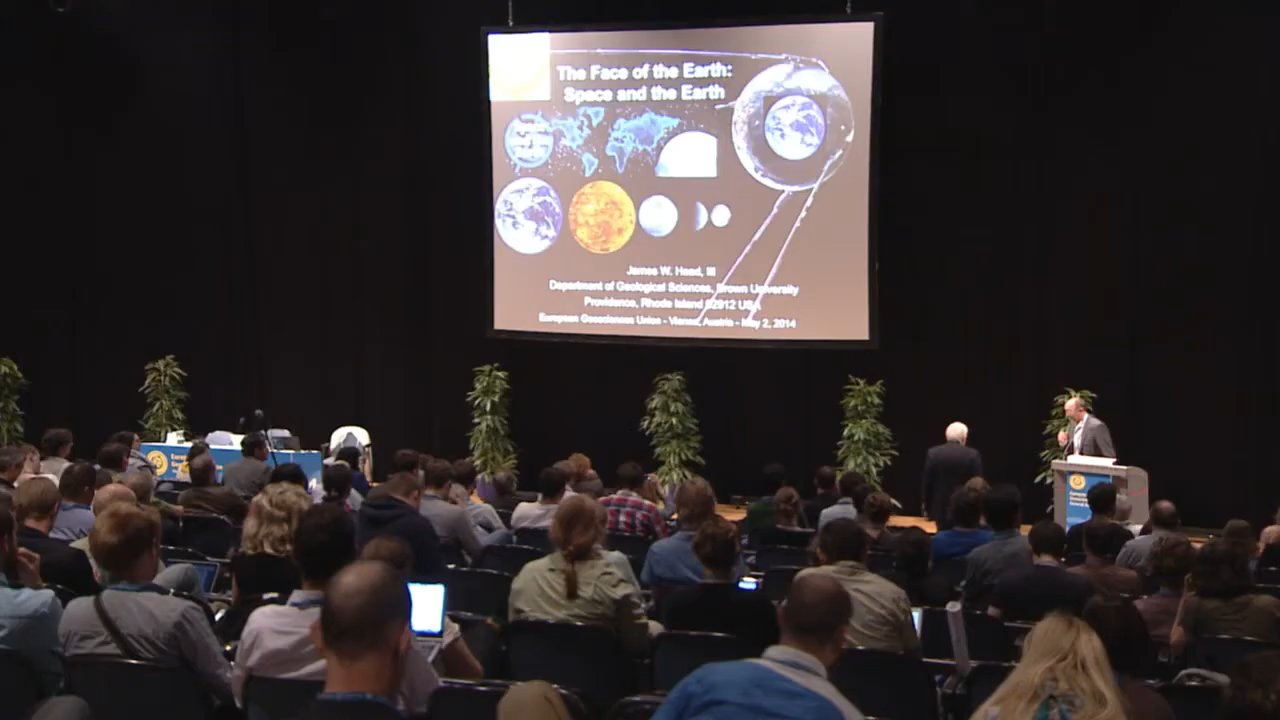 The Face of the Earth:
Space and the Earth
James W. Head, III
Department of Geological Sciences, Brown University
Providence, Rhode Island 02912 USA
European Geosciences Union - Vienna, Austria - May 2, 2014